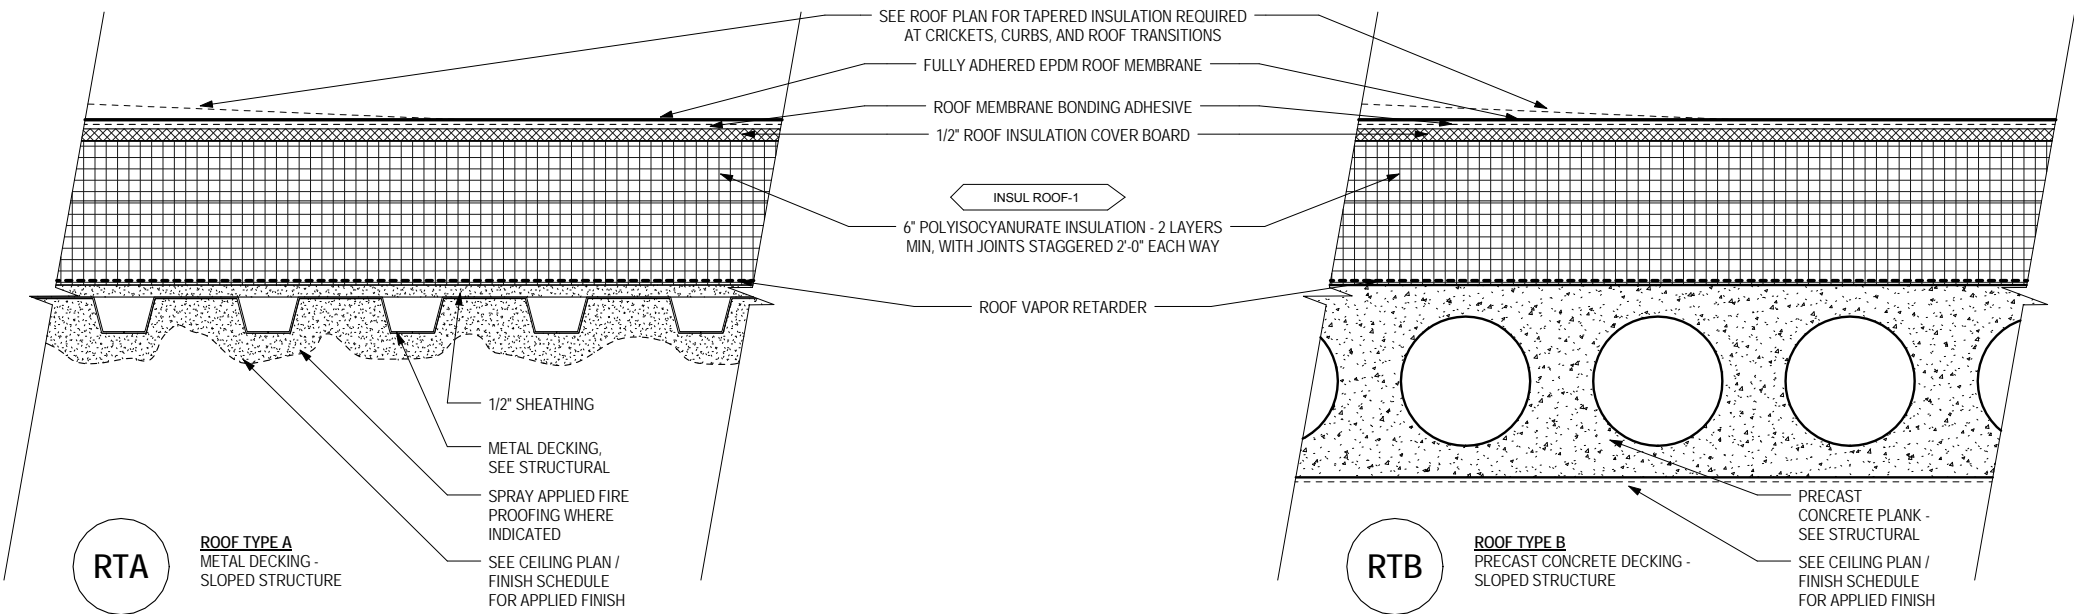 SEE ROOF PLAN FOR TAPERED INSULATION REQUIRED
AT CRICKETS, CURBS, AND ROOF TRANSITIONS
FULLY ADHERED EPDM ROOF MEMBRANE
ROOF MEMBRANE BONDING ADHESIVE
1/2" ROOF INSULATION COVER BOARD
INSUL ROOF-1
6" POLYISOCYANURATE INSULATION - 2 LAYERS
MIN, WITH JOINTS STAGGERED 2'-0" EACH WAY
ROOF VAPOR RETARDER
1/2" SHEATHING
METAL DECKING,
SEE STRUCTURAL
SPRAY APPLIED FIRE
PROOFING WHERE
INDICATED
SEE CEILING PLAN /
FINISH SCHEDULE
FOR APPLIED FINISH
RTA
ROOF TYPE A
METAL DECKING -
SLOPED STRUCTURE
PRECAST
CONCRETE PLANK -
SEE STRUCTURAL
SEE CEILING PLAN /
FINISH SCHEDULE
FOR APPLIED FINISH
RTB
ROOF TYPE B
PRECAST CONCRETE DECKING -
SLOPED STRUCTURE